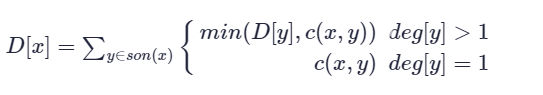 D[x] = ∑_{y∈son(x)} { min(D[y], c(x, y)) deg[y] > 1
c(x, y) deg[y] = 1